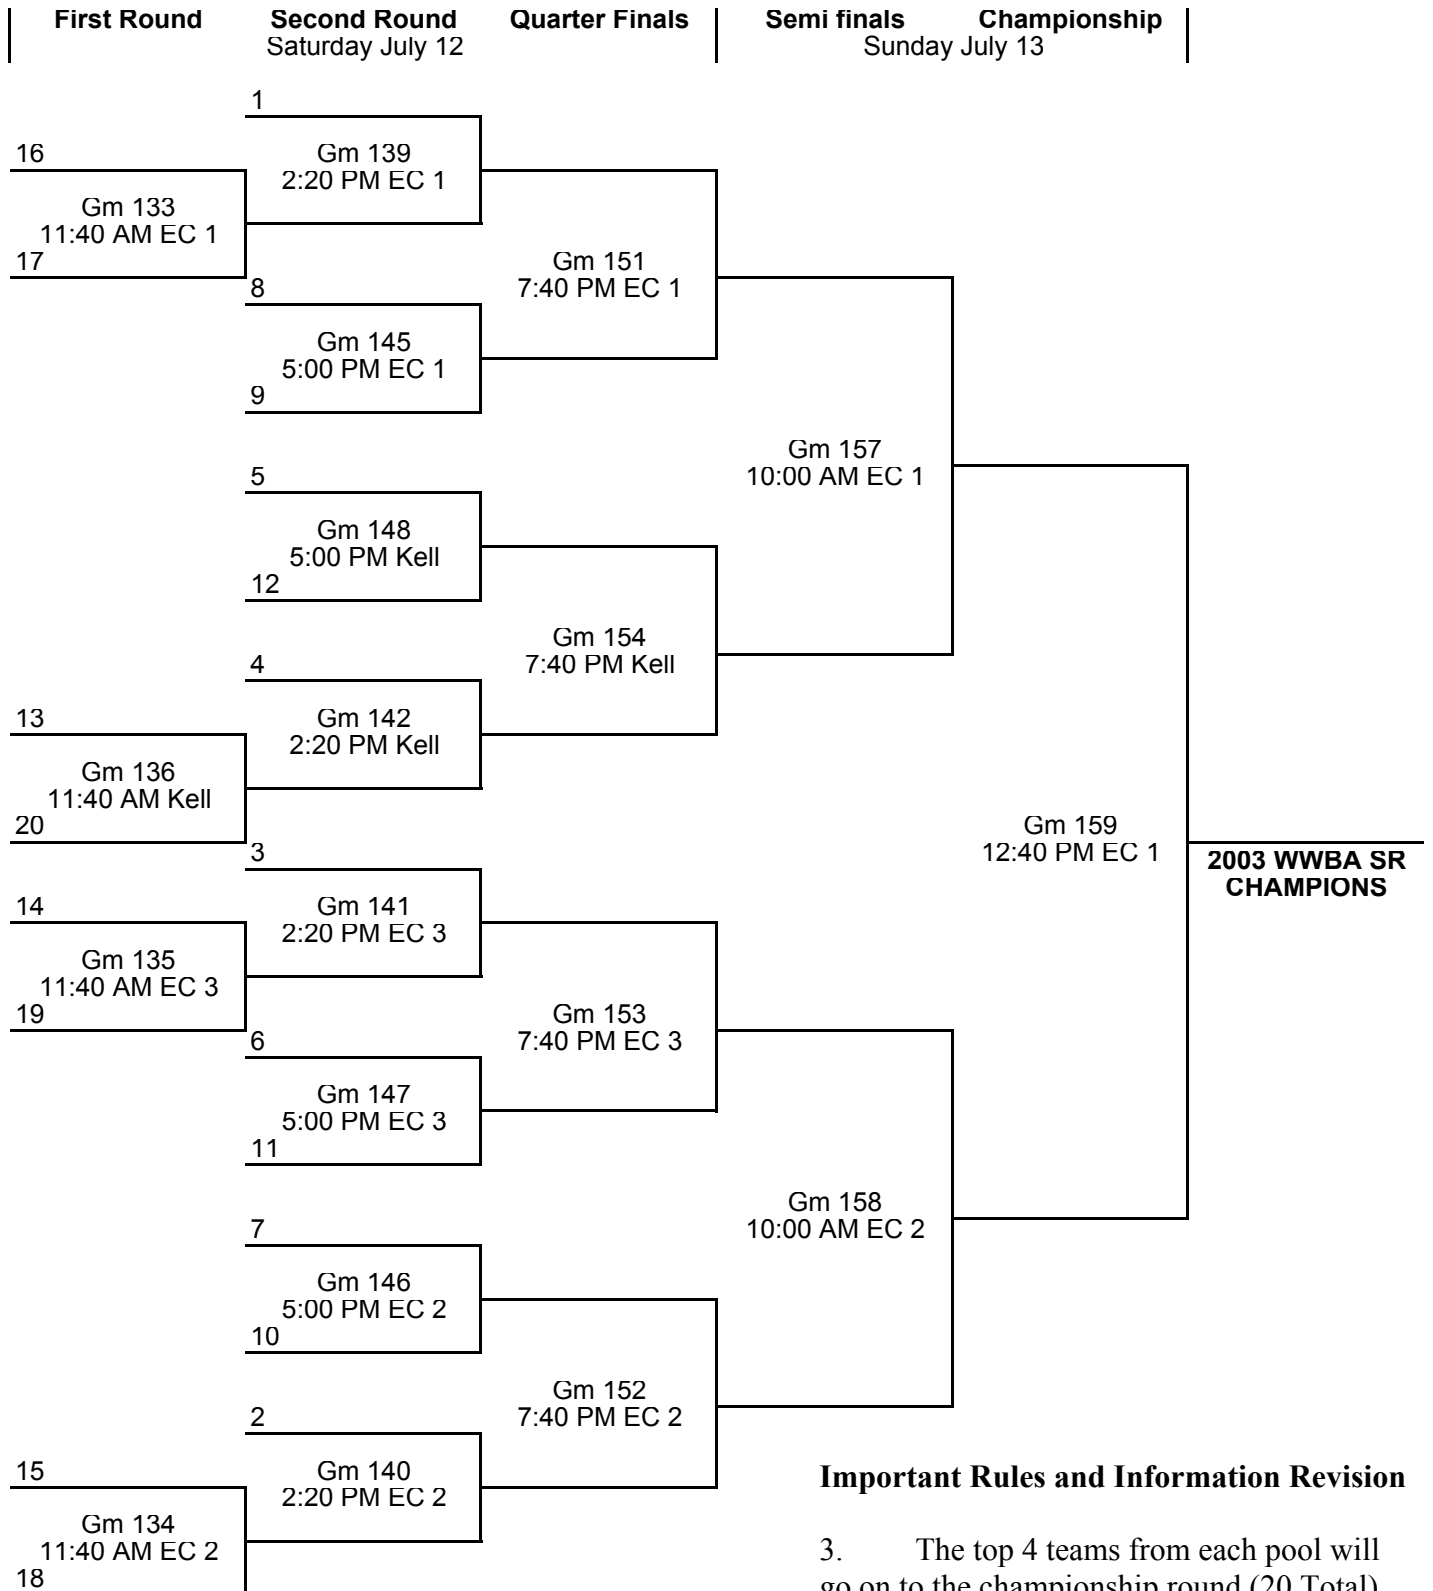 First Round Second Round Quarter Finals Semi finals Championship
Saturday July 12 Sunday July 13
1
16
Gm 139
2:20 PM EC 1
Gm 133
11:40 AM EC 1
17
8
Gm 151
7:40 PM EC 1
Gm 145
5:00 PM EC 1
9
Gm 157
10:00 AM EC 1
5
Gm 148
5:00 PM Kell
12
Gm 154
7:40 PM Kell
4
13
Gm 142
2:20 PM Kell
Gm 136
11:40 AM Kell
20
Gm 159
12:40 PM EC 1
2003 WWBA SR
CHAMPIONS
3
14
Gm 141
2:20 PM EC 3
Gm 135
11:40 AM EC 3
19
Gm 153
7:40 PM EC 3
6
Gm 147
5:00 PM EC 3
11
Gm 158
10:00 AM EC 2
7
Gm 146
5:00 PM EC 2
10
Gm 152
7:40 PM EC 2
2
15
Gm 140
2:20 PM EC 2
Gm 134
11:40 AM EC 2
18
Important Rules and Information Revision
3. The top 4 teams from each pool will
go on to the championship round (20 Total)